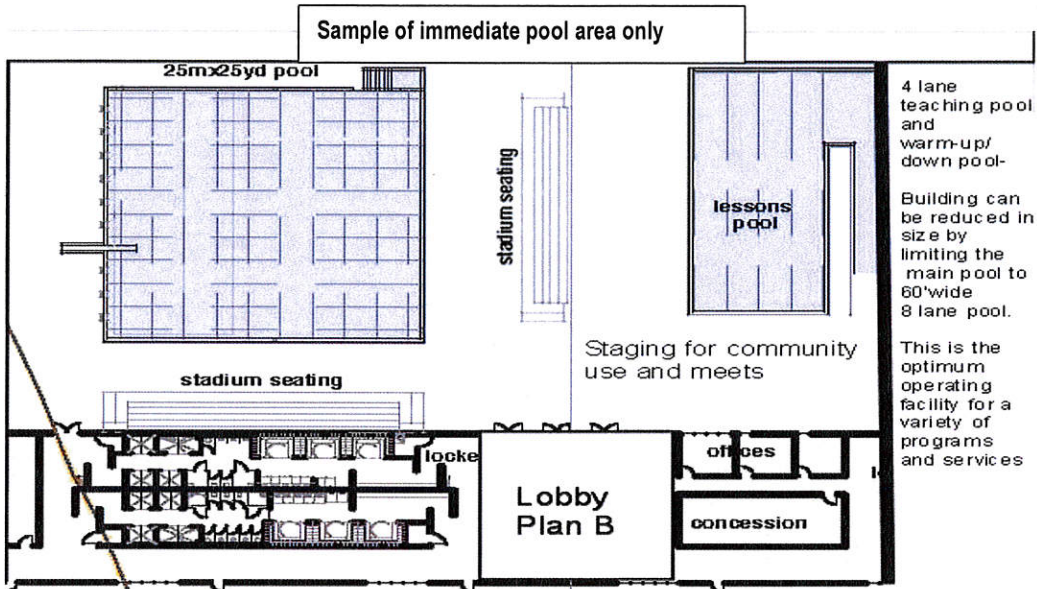 Sample of immediate pool area only
25mx25yd pool
stadium seating
lessons
pool
4 lane
teaching pool
and
warm-up/
down pool-
Building can
be reduced in
size by
limiting the
main pool to
60'wide
8 lane pool.
This is the
optimum
operating
facility for a
variety of
programs
and services
Staging for community
use and meets
stadium seating
locke
Lobby
Plan B
offices
concession